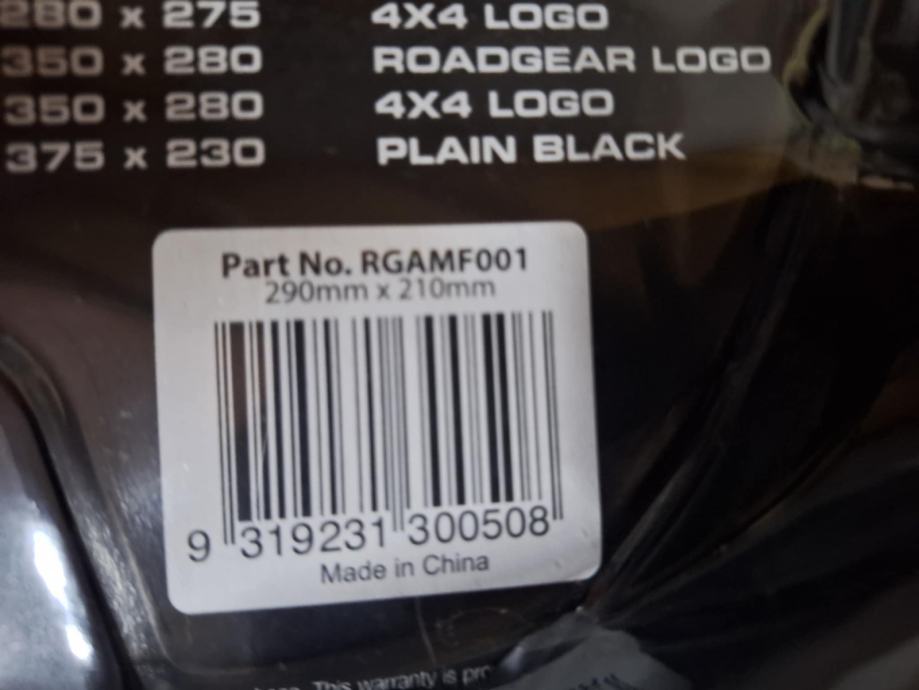 280 x 275 4X4 LOGO
350 x 280 ROADGEAR LOGO
350 x 280 4X4 LOGO
375 x 230 PLAIN BLACK
Part No. RGAMF001
290mm x 210mm
9 319231 300508
Made in China
This warranty is